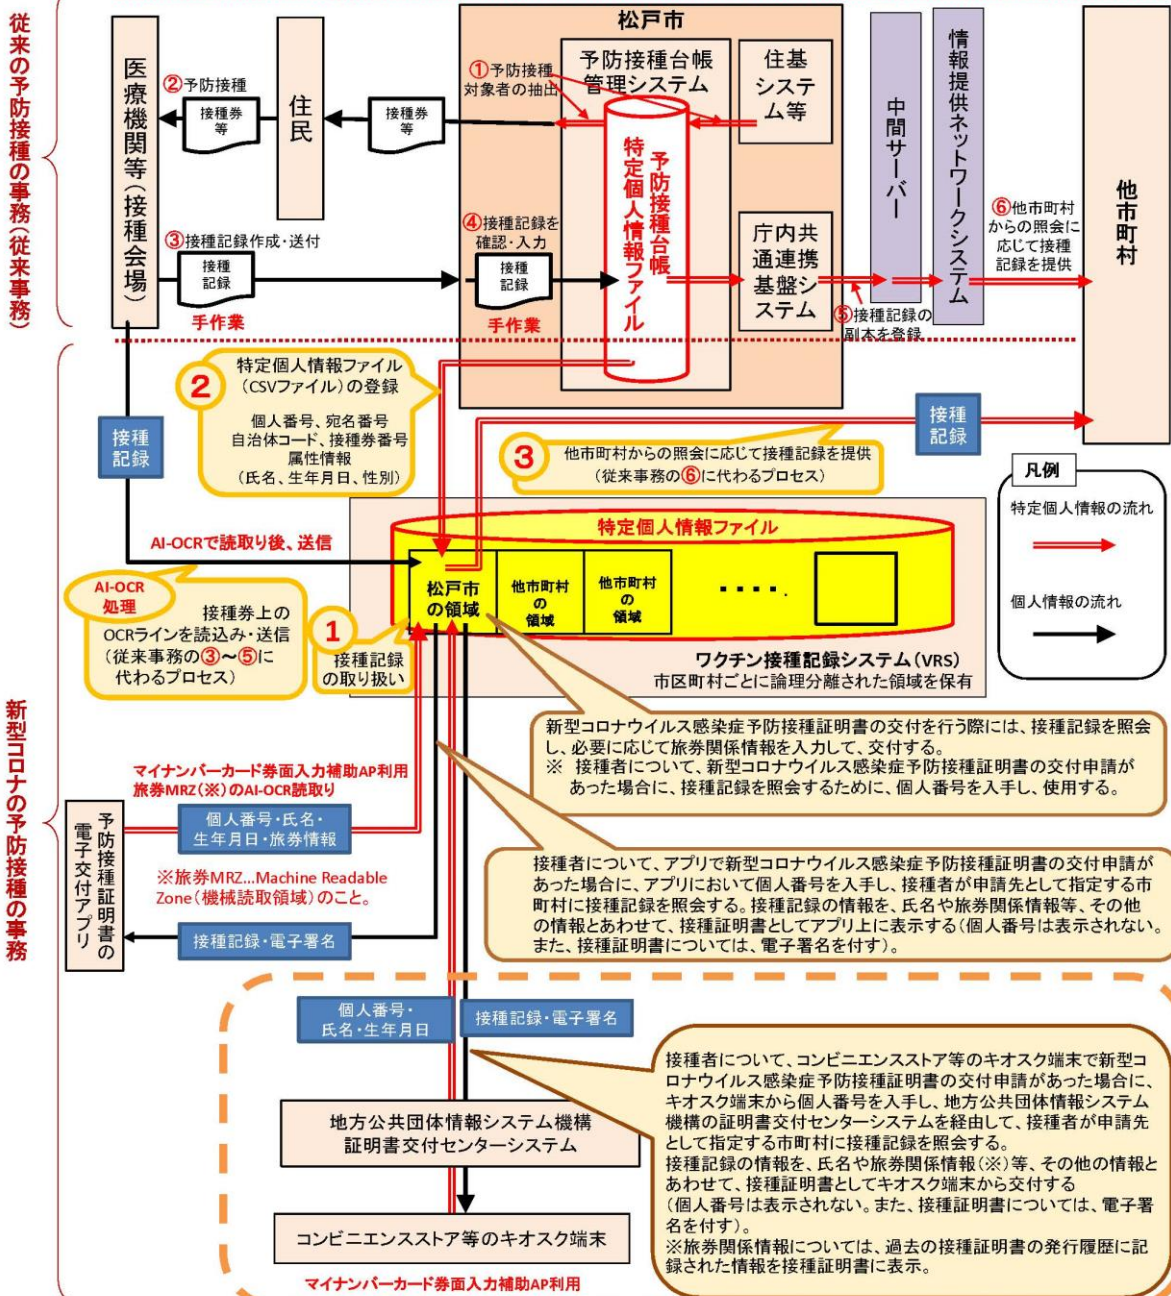 従来の予防接種の事務(従来事務)
医療機関等(接種会場)
②予防接種
接種券
等
住民
接種券
等
松戸市
①予防接種
対象者の抽出
予防接種台帳
管理システム
住基
システ
ム等
予防接種台帳
特定個人情報ファイル
中間サーバー
情報提供ネットワークシステム
他市町村
③接種記録作成・送付
接種
記録
手作業
④接種記録を
確認・入力
接種
記録
手作業
庁内共
通連携
基盤シ
ステム
⑤接種記録の
副本を登録
⑥他市町村
からの照会に
応じて接種
記録を提供
新型コロナの予防接種の事務
接種
記録
②
特定個人情報ファイル
(CSVファイル)の登録
個人番号、宛名番号
自治体コード、接種券番号
属性情報
(氏名、生年月日、性別)
接種
記録
③
他市町村からの照会に応じて接種記録を提供
(従来事務の⑥に代わるプロセス)
凡例
特定個人情報の流れ
個人情報の流れ
AI-OCRで読取り後、送信
特定個人情報ファイル
松戸市
の領域
他市町村
の
領域
他市町村
の
領域
・・・・.
AI-OCR
処理
接種券上の
OCRラインを読込み・送信
(従来事務の③~⑤に
代わるプロセス)
①
接種記録
の取り扱い
ワクチン接種記録システム(VRS)
市区町村ごとに論理分離された領域を保有
新型コロナウイルス感染症予防接種証明書の交付を行う際には、接種記録を照会
し、必要に応じて旅券関係情報を入力して、交付する。
※ 接種者について、新型コロナウイルス感染症予防接種証明書の交付申請が
あった場合に、接種記録を照会するために、個人番号を入手し、使用する。
マイナンバーカード券面入力補助AP利用
旅券MRZ(※)のAI-OCR読取り
予防接種証明書の
電子交付アプリ
個人番号・氏名・
生年月日・旅券情報
※旅券MRZ...Machine Readable
Zone(機械読取領域)のこと。
接種記録・電子署名
接種者について、アプリで新型コロナウイルス感染症予防接種証明書の交付申請が
あった場合に、アプリにおいて個人番号を入手し、接種者が申請先として指定する市
町村に接種記録を照会する。接種記録の情報を、氏名や旅券関係情報等、その他
の情報とあわせて、接種証明書としてアプリ上に表示する(個人番号は表示されない。
また、接種証明書については、電子署名を付す)。
個人番号・
氏名・生年月日
接種記録・電子署名
地方公共団体情報システム機構
証明書交付センターシステム
コンビニエンスストア等のキオスク端末
マイナンバーカード券面入力補助AP利用
接種者について、コンビニエンスストア等のキオスク端末で新型コ
ロナウイルス感染症予防接種証明書の交付申請があった場合に、
キオスク端末から個人番号を入手し、地方公共団体情報システム
機構の証明書交付センターシステムを経由して、接種者が申請先
として指定する市町村に接種記録を照会する。
接種記録の情報を、氏名や旅券関係情報(※)等、その他の情報と
あわせて、接種証明書としてキオスク端末から交付する
(個人番号は表示されない。また、接種証明書については、電子署
名を付す)。
※旅券関係情報については、過去の接種証明書の発行履歴に記
録された情報を接種証明書に表示。